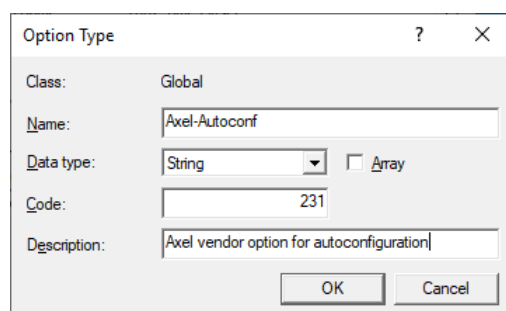 Option Type
Class: Global
Name: Axel-Autoconf
Data type: String Array
Code: 231
Description: Axel vendor option for autoconfiguration
OK Cancel